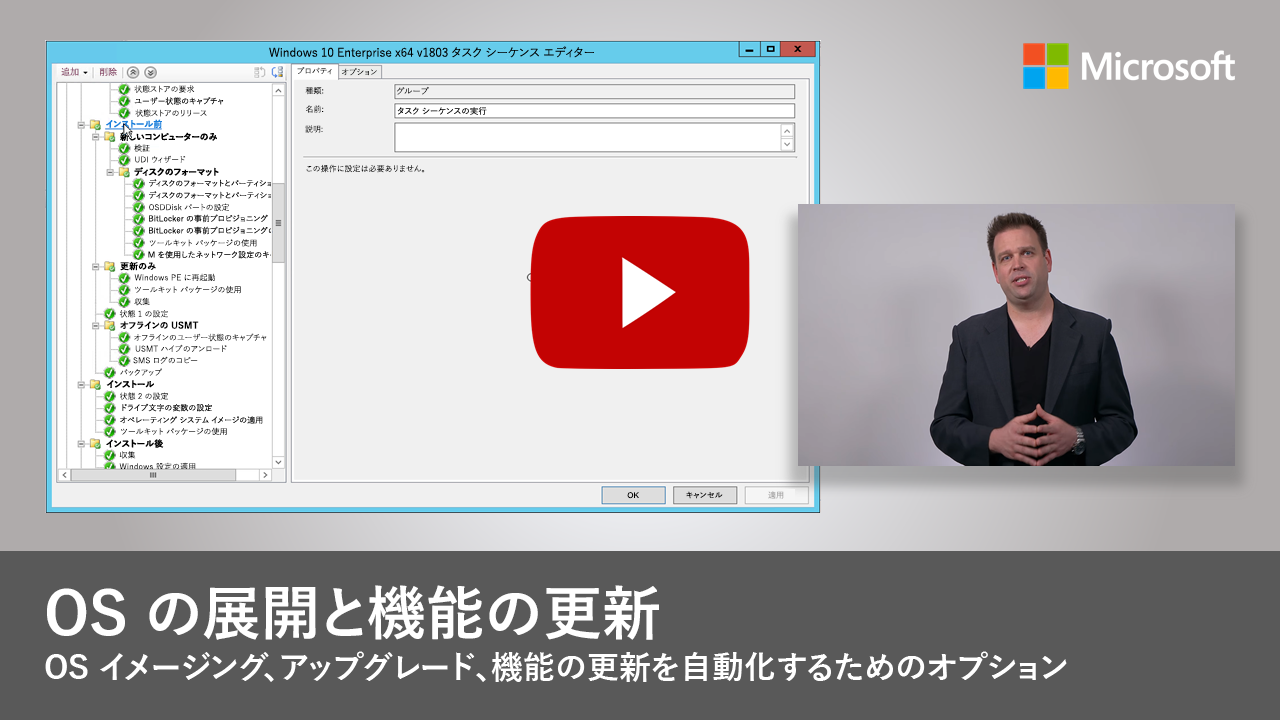 Windows 10 Enterprise x64 v1803 タスク シーケンス エディター
Microsoft
追加
削除
プロパティ
オプション
状態ストアの要求
ユーザー状態のキャプチャ
状態ストアのリリース
インストール前
新しいコンピューターのみ
検証
UDI ウィザード
ディスクのフォーマット
ディスクのフォーマットとパーティショ
ディスクのフォーマットとパーティショ
OSDDisk パートの設定
BitLocker の事前プロビジョニング
BitLocker の事前プロビジョニング(
ツールキット パッケージの使用
M を使用したネットワーク設定のキ
更新のみ
Windows PE に再起動
ツールキット パッケージの使用
収集
状態 1 の設定
オフラインの USMT
オフラインのユーザー状態のキャプチャ
USMT ハイブのアンロード
SMS ログのコピー
バックアップ
インストール
状態 2 の設定
ドライブ文字の変数の設定
オペレーティング システム イメージの適用
ツールキット パッケージの使用
インストール後
収集
Windows 設定の適用
種類:
グループ
名前:
タスク シーケンスの実行
説明:
この操作に設定は必要ありません。
OK
キャンセル
適用
OS の展開と機能の更新
OS イメージング、アップグレード、機能の更新を自動化するためのオプション